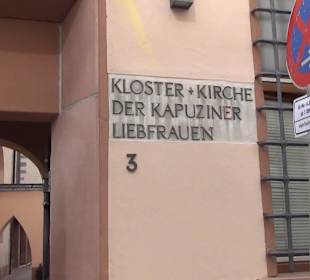 KLOSTER + KIRCHE
DER KAPUZINER
LIEBFRAUEN
3